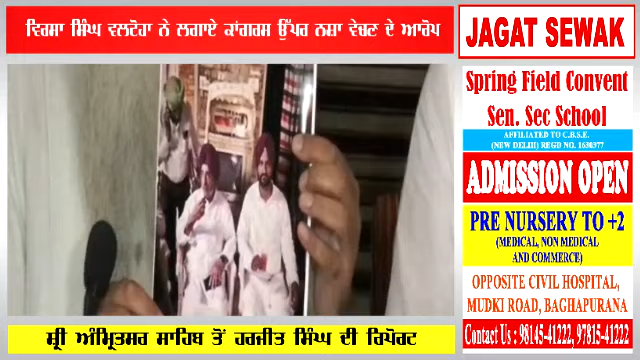 ਵਿਰਸਾ ਸਿੰਘ ਵਲਟੋਹਾ ਨੇ ਲਗਾਏ ਕਾਂਗਰਸ ਉੱਪਰ ਨਸ਼ਾ ਵੇਚਣ ਦੇ ਆਰੋਪ
ਸ਼੍ਰੀ ਅੰਮ੍ਰਿਤਸਰ ਸਾਹਿਬ ਤੋਂ ਹਰਜੀਤ ਸਿੰਘ ਦੀ ਰਿਪੋਰਟ
JAGAT SEWAK
Spring Field Convent
Sen. Sec School
AFFILIATED TO C.B.S.E.
(NEW DELHI) REGD NO. 1630377
ADMISSION OPEN
PRE NURSERY TO +2
(MEDICAL, NON MEDICAL
AND COMMERCE)
OPPOSITE CIVIL HOSPITAL,
MUDKI ROAD, BAGHAPURANA
Contact Us : 98145-41222, 97815-41222